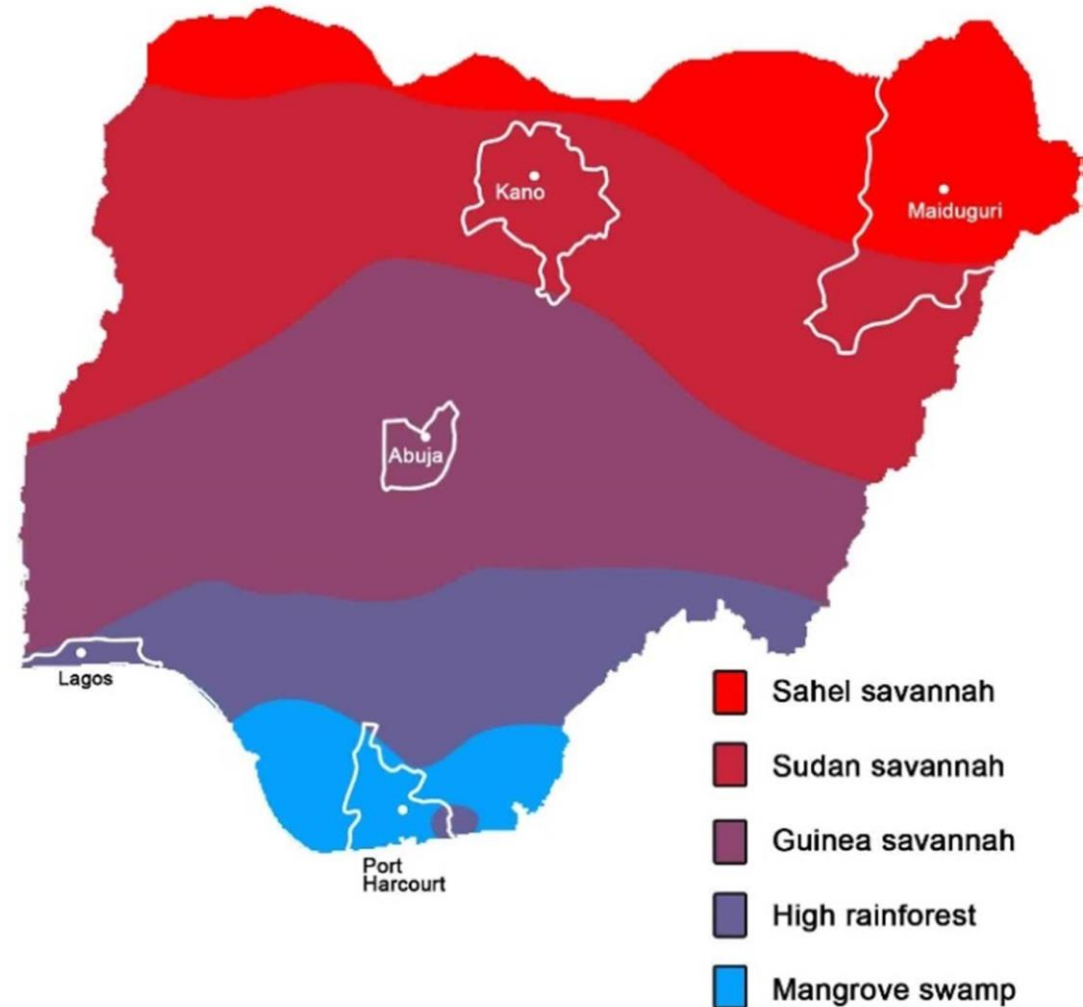 Kano
Maiduguri
Abuja
Lagos
Port
Harcourt
Sahel savannah
Sudan savannah
Guinea savannah
High rainforest
Mangrove swamp